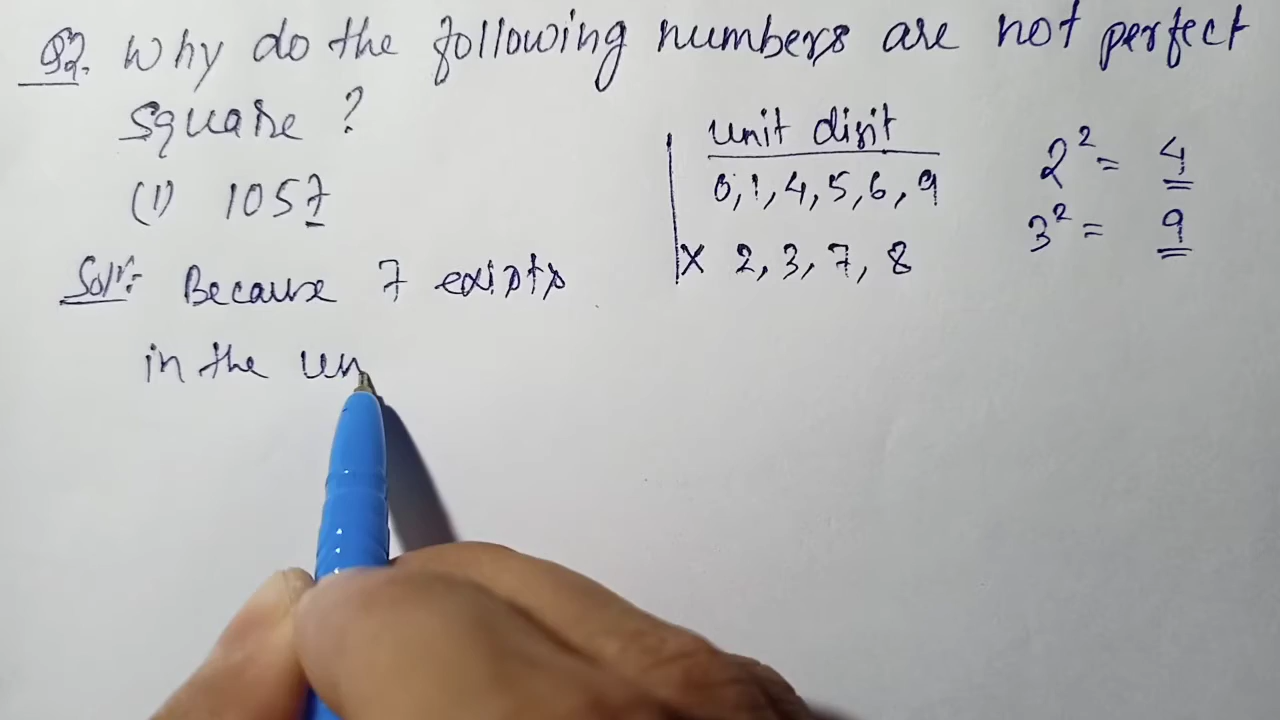 Q2. Why do the following numbers are not perfect
square ?
(1) 1057
Soln: Because 7 exists
in the un
unit digit
0, 1, 4, 5, 6, 9
x 2, 3, 7, 8
2² = 4
3² = 9